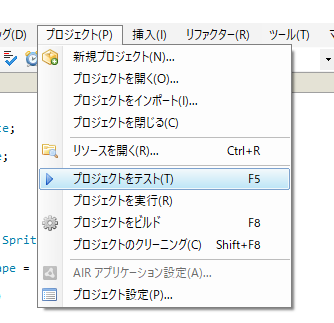 グ(D) プロジェクト(P) 挿入(I) リファクター(R) ツール(T)
新規プロジェクト(N)...
プロジェクトを開く(O)...
プロジェクトをインポート(I)...
プロジェクトを閉じる(C)
te;
リソースを開く(R)... Ctrl+R
e;
プロジェクトをテスト(T) F5
プロジェクトを実行(R)
プロジェクトをビルド F8
Sprit
プロジェクトのクリーニング(C) Shift+F8
ape =
AIR アプリケーション設定(A)...
プロジェクト設定(P)...